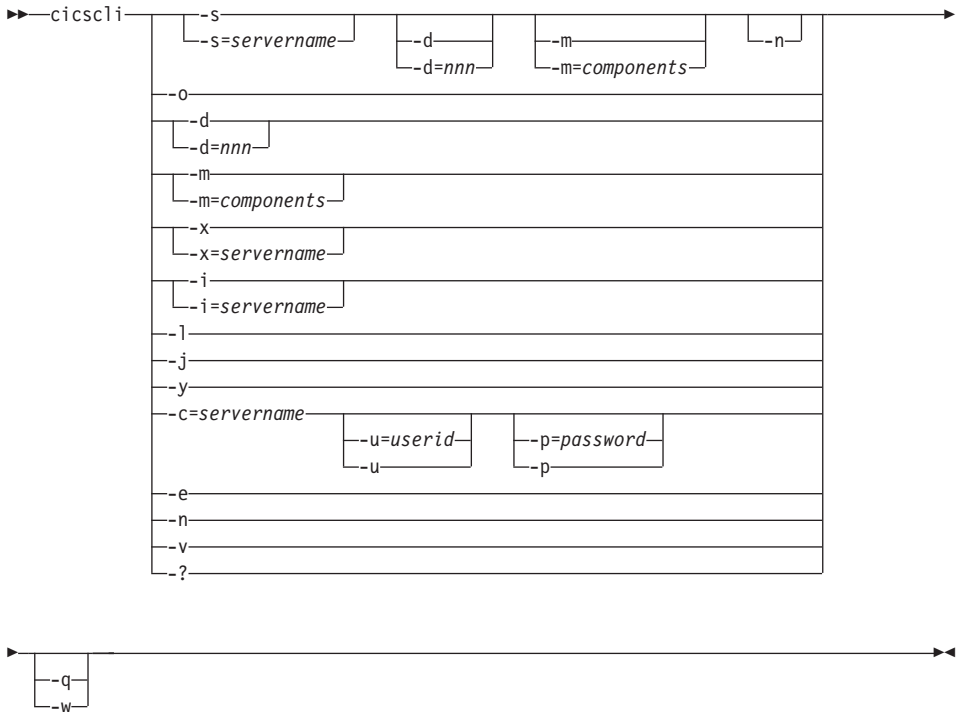 cicscli -s
-s=servername -d -m -n
-d=nnn -m=components
-o
-d
-d=nnn
-m
-m=components
-x
-x=servername
-i
-i=servername
-l
-j
-y
-c=servername
-u=userid -p=password
-u -p
-e
-n
-v
-?
-q
-w